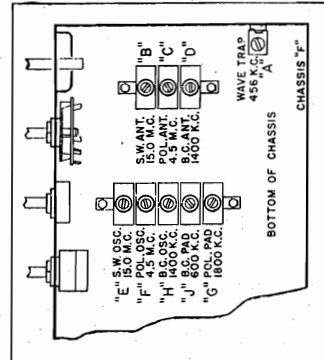 "B"
"C"
"D"
S.W. ANT.
15.0 M.C.
POL. ANT.
4.5 M.C.
B.C. ANT.
1400 K.C.
WAVE TRAP
456 K.C.
"A"
"E" S.W. OSC.
15.0 M.C.
"F" POL. OSC.
4.5 M.C.
"H" B.C. OSC.
1400 K.C.
"J" B.C. PAD
600 K.C.
"G" POL. PAD
1800 K.C.
BOTTOM OF CHASSIS
CHASSIS "F"